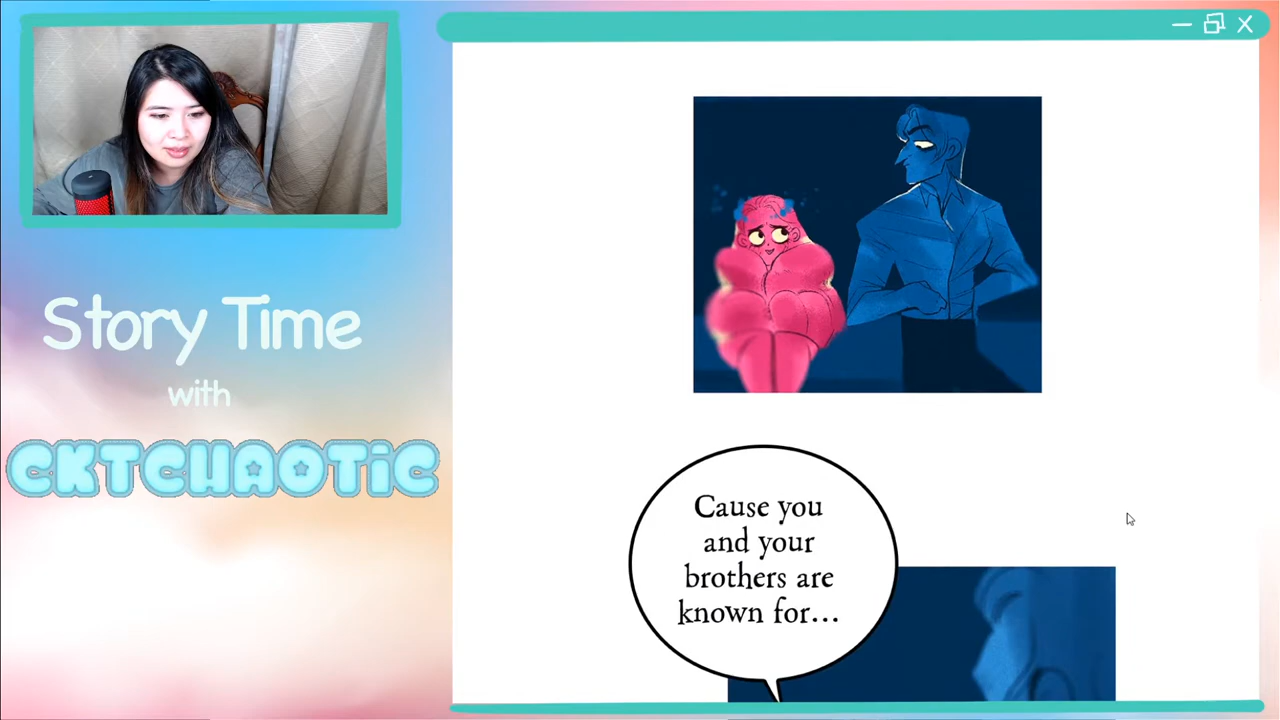 Story Time
with
CKTCHAOTiC
Cause you
and your
brothers are
known for...